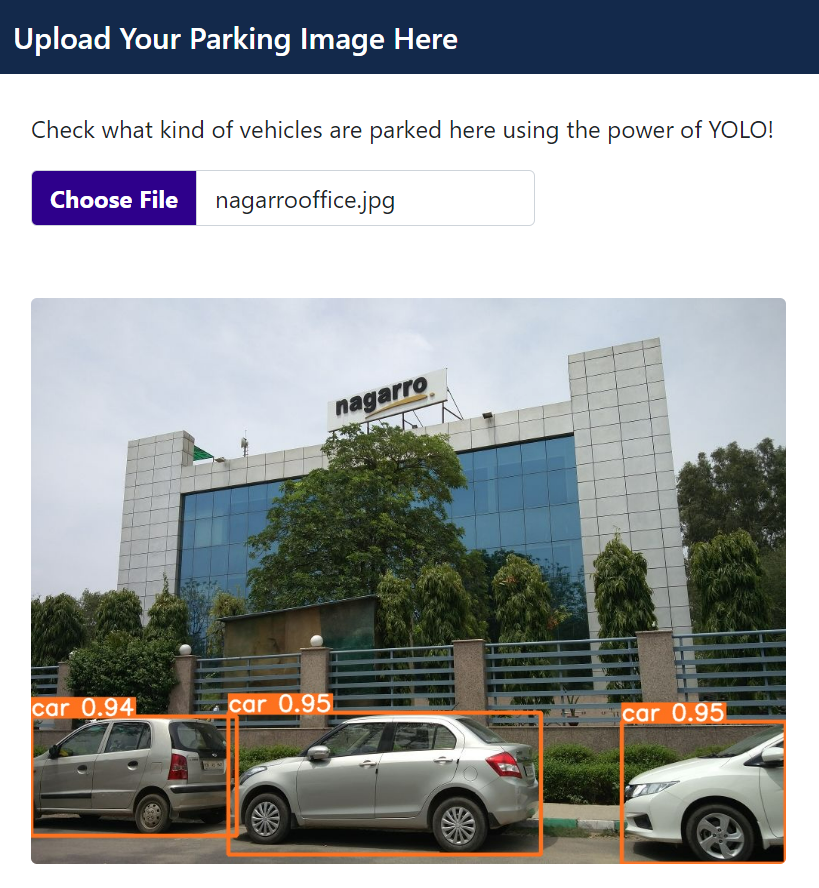 Upload Your Parking Image Here
Check what kind of vehicles are parked here using the power of YOLO!
Choose File nagarrooffice.jpg
nagarro
car 0.94
car 0.95
car 0.95